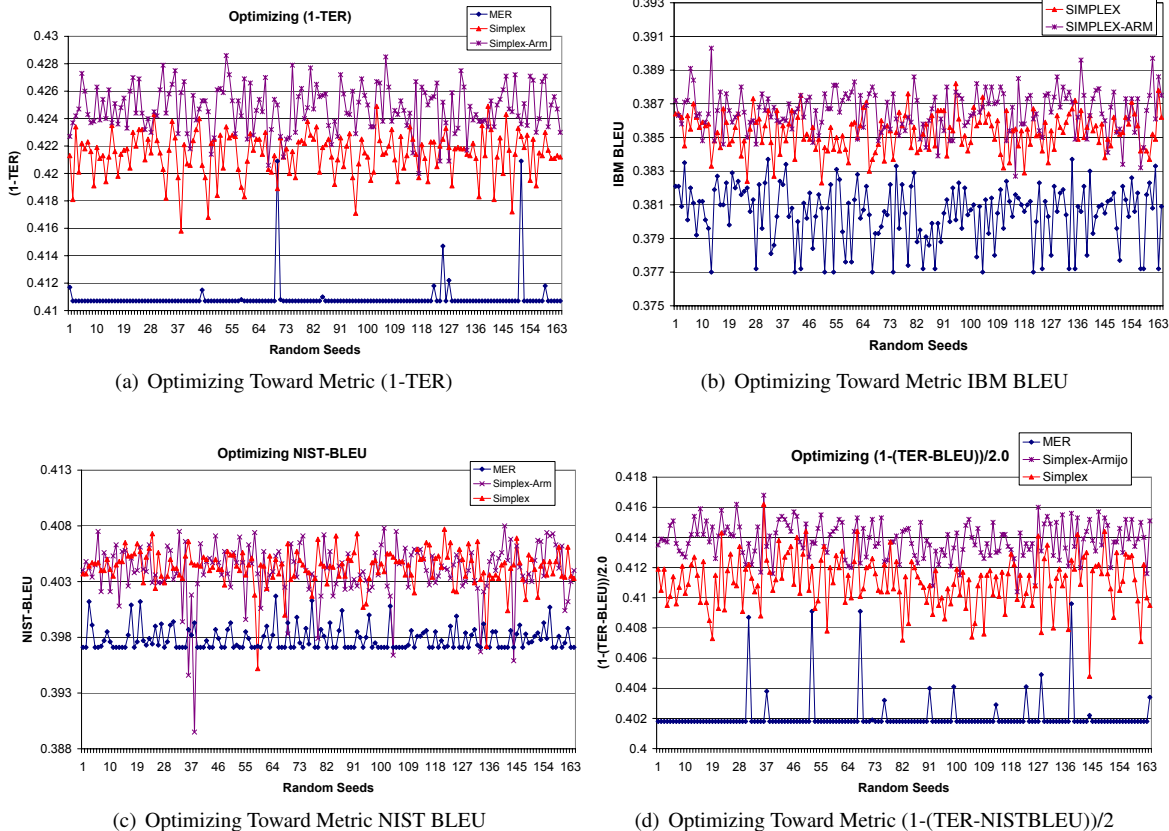 Optimizing (1-TER)
MER
Simplex
Simplex-Arm
0.43
0.428
0.426
0.424
0.422
0.42
0.418
0.416
0.414
0.412
0.41
(1-TER)
1 10 19 28 37 46 55 64 73 82 91 100 109 118 127 136 145 154 163
Random Seeds
(a) Optimizing Toward Metric (1-TER)
SIMPLEX
SIMPLEX-ARM
0.393
0.391
0.389
0.387
0.385
0.383
0.381
0.379
0.377
0.375
IBM BLEU
1 10 19 28 37 46 55 64 73 82 91 100 109 118 127 136 145 154 163
Random Seeds
(b) Optimizing Toward Metric IBM BLEU
Optimizing NIST-BLEU
MER
Simplex-Arm
Simplex
0.413
0.408
0.403
0.398
0.393
0.388
NIST-BLEU
1 10 19 28 37 46 55 64 73 82 91 100 109 118 127 136 145 154 163
Random Seeds
(c) Optimizing Toward Metric NIST BLEU
Optimizing (1-(TER-BLEU))/2.0
MER
Simplex-Armijo
Simplex
0.418
0.416
0.414
0.412
0.41
0.408
0.406
0.404
0.402
0.4
(1-(TER-BLEU))/2.0
1 10 19 28 37 46 55 64 73 82 91 100 109 118 127 136 145 154 163
Random Seeds
(d) Optimizing Toward Metric (1-(TER-NISTBLEU))/2